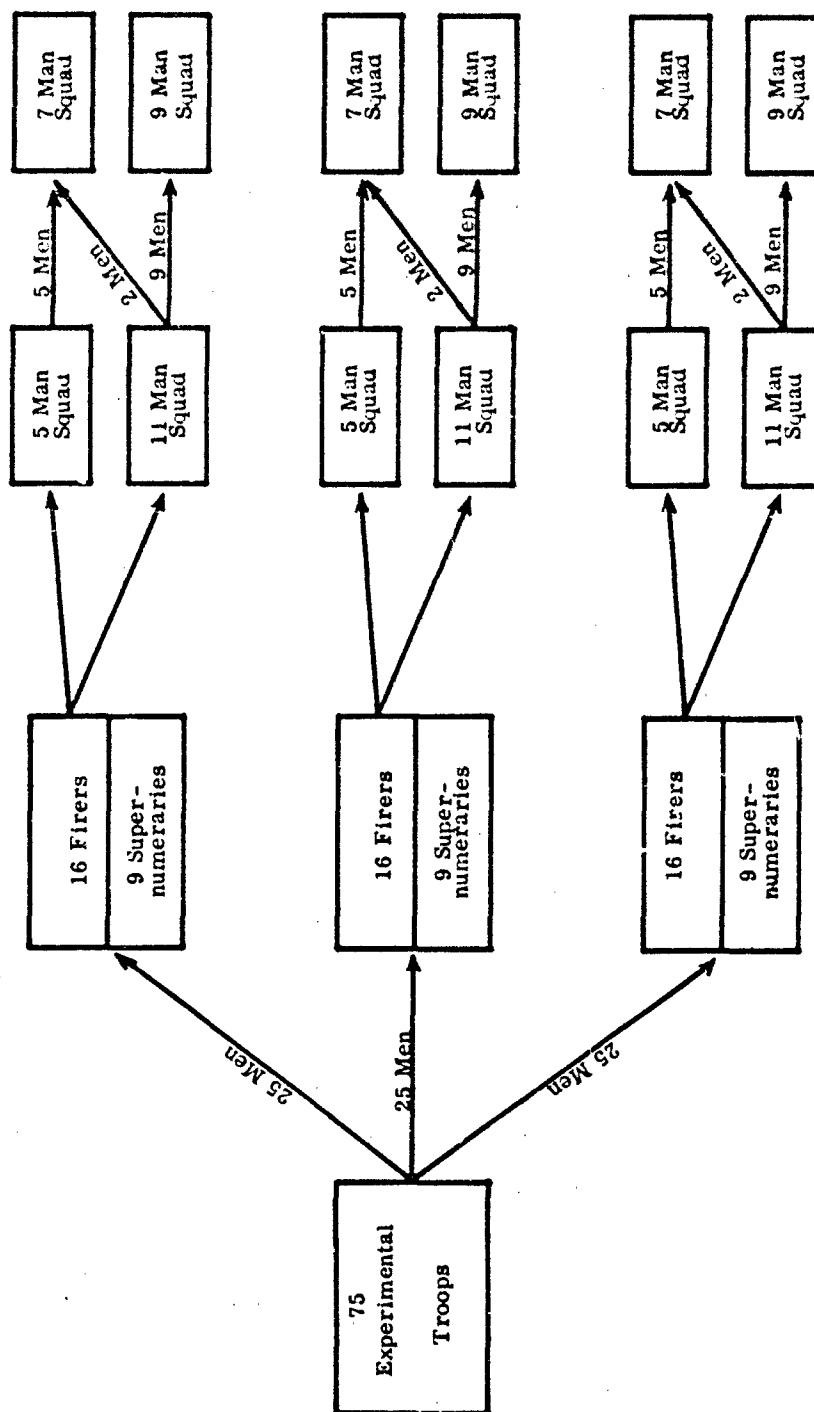 75
Experimental
Troops
25 Men
25 Men
25 Men
16 Firers
9 Super-
numeraries
16 Firers
9 Super-
numeraries
16 Firers
9 Super-
numeraries
5 Man
Squad
11 Man
Squad
5 Man
Squad
11 Man
Squad
5 Man
Squad
11 Man
Squad
5 Men
2 Men
9 Men
5 Men
2 Men
9 Men
5 Men
2 Men
9 Men
7 Man
Squad
9 Man
Squad
7 Man
Squad
9 Man
Squad
7 Man
Squad
9 Man
Squad